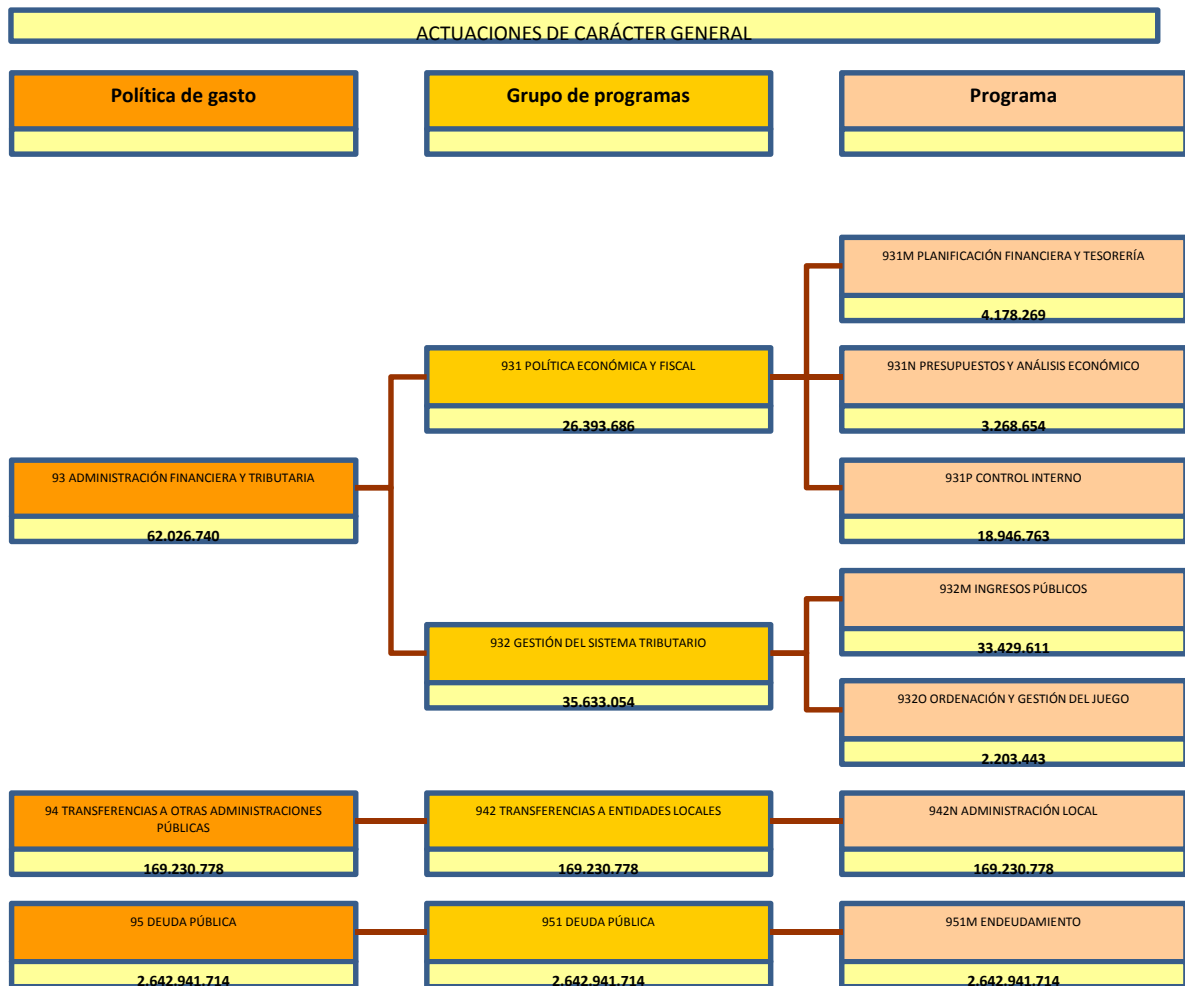 ACTUACIONES DE CARÁCTER GENERAL
Política de gasto
Grupo de programas
Programa
931M PLANIFICACIÓN FINANCIERA Y TESORERÍA
4.178.269
931 POLÍTICA ECONÓMICA Y FISCAL
26.393.686
931N PRESUPUESTOS Y ANÁLISIS ECONÓMICO
3.268.654
93 ADMINISTRACIÓN FINANCIERA Y TRIBUTARIA
62.026.740
931P CONTROL INTERNO
18.946.763
932M INGRESOS PÚBLICOS
33.429.611
932 GESTIÓN DEL SISTEMA TRIBUTARIO
35.633.054
932O ORDENACIÓN Y GESTIÓN DEL JUEGO
2.203.443
94 TRANSFERENCIAS A OTRAS ADMINISTRACIONES
PÚBLICAS
169.230.778
942 TRANSFERENCIAS A ENTIDADES LOCALES
169.230.778
942N ADMINISTRACIÓN LOCAL
169.230.778
95 DEUDA PÚBLICA
2.642.941.714
951 DEUDA PÚBLICA
2.642.941.714
951M ENDEUDAMIENTO
2.642.941.714